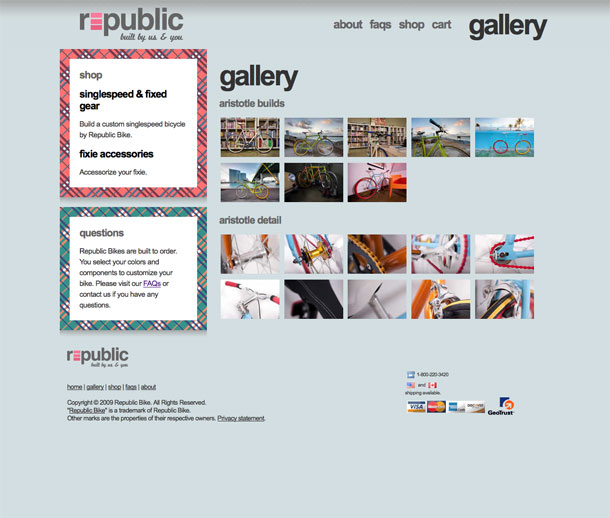 republic
built by us & you
about faqs shop cart gallery
shop
singlespeed & fixed
gear
Build a custom singlespeed bicycle
by Republic Bike.
fixie accessories
Accessorize your fixie.
questions
Republic Bikes are built to order.
You select your colors and
components to customize your
bike. Please visit our FAQs or
contact us if you have any
questions.
gallery
aristotle builds
aristotle detail
republic
built by us & you
home | gallery | shop | faqs | about
Copyright © 2009 Republic Bike. All Rights Reserved.
"Republic Bike" is a trademark of Republic Bike.
Other marks are the properties of their respective owners. Privacy statement.
1-800-220-3420
and
shipping available.
VISA
GeoTrust